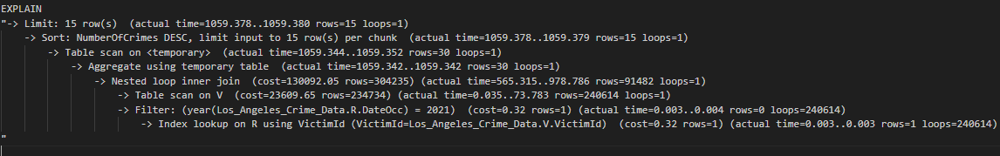 EXPLAIN
"-> Limit: 15 row(s)  (actual time=1059.378..1059.380 rows=15 loops=1)
    -> Sort: NumberOfCrimes DESC, limit input to 15 row(s) per chunk  (actual time=1059.378..1059.379 rows=15 loops=1)
        -> Table scan on <temporary>  (actual time=1059.344..1059.352 rows=30 loops=1)
            -> Aggregate using temporary table  (actual time=1059.342..1059.342 rows=30 loops=1)
                -> Nested loop inner join  (cost=130092.05 rows=304235) (actual time=565.315..978.786 rows=91482 loops=1)
                    -> Table scan on V  (cost=23609.65 rows=234734) (actual time=0.035..73.783 rows=240614 loops=1)
                    -> Filter: (year(Los_Angeles_Crime_Data.R.DateOcc) = 2021)  (cost=0.32 rows=1) (actual time=0.003..0.004 rows=0 loops=240614)
                        -> Index lookup on R using VictimId (VictimId=Los_Angeles_Crime_Data.V.VictimId)  (cost=0.32 rows=1) (actual time=0.003..0.003 rows=1 loops=240614)
"